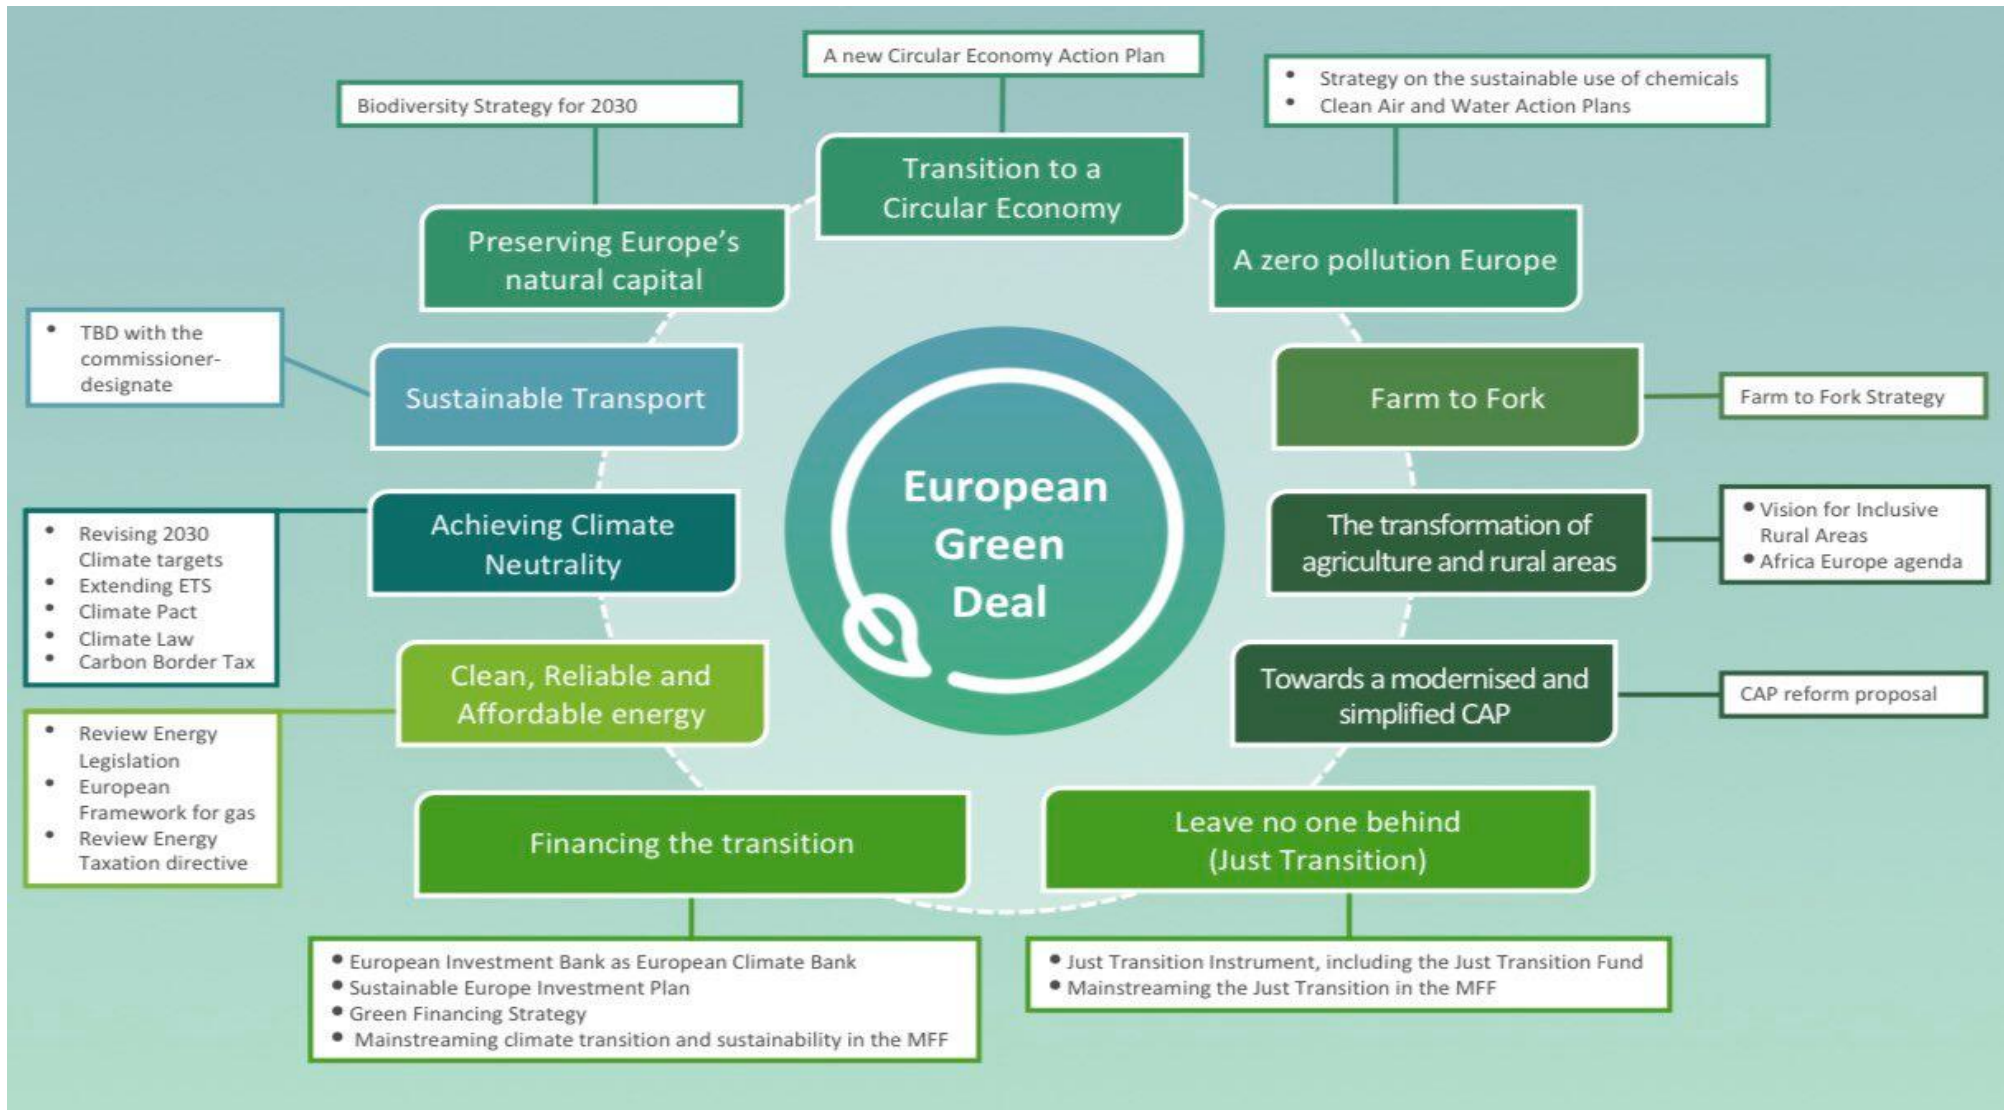 A new Circular Economy Action Plan
• Strategy on the sustainable use of chemicals
• Clean Air and Water Action Plans
Biodiversity Strategy for 2030
Transition to a
Circular Economy
Preserving Europe's
natural capital
A zero pollution Europe
• TBD with the
commissioner-
designate
Sustainable Transport
Farm to Fork
Farm to Fork Strategy
European
Green
Deal
Achieving Climate
Neutrality
• Revising 2030
Climate targets
• Extending ETS
• Climate Pact
• Climate Law
• Carbon Border Tax
The transformation of
agriculture and rural areas
• Vision for Inclusive
Rural Areas
• Africa Europe agenda
Clean, Reliable and
Affordable energy
• Review Energy
Legislation
• European
Framework for gas
• Review Energy
Taxation directive
Towards a modernised and
simplified CAP
CAP reform proposal
Financing the transition
• European Investment Bank as European Climate Bank
• Sustainable Europe Investment Plan
• Green Financing Strategy
• Mainstreaming climate transition and sustainability in the MFF
Leave no one behind
(Just Transition)
• Just Transition Instrument, including the Just Transition Fund
• Mainstreaming the Just Transition in the MFF